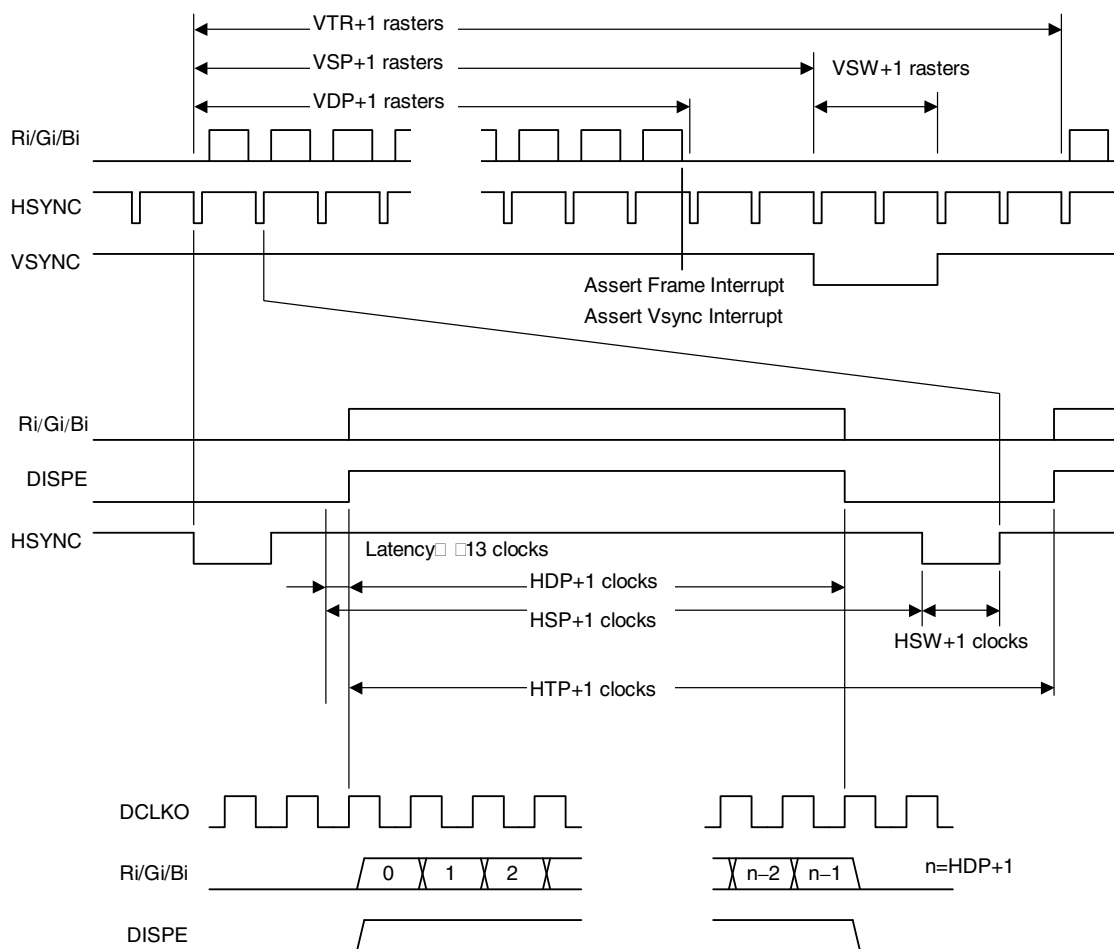 VTR+1 rasters
VSP+1 rasters
VSW+1 rasters
VDP+1 rasters
Ri/Gi/Bi
HSYNC
VSYNC
Assert Frame Interrupt
Assert Vsync Interrupt
Ri/Gi/Bi
DISPE
HSYNC
Latency□ □13 clocks
HDP+1 clocks
HSP+1 clocks
HSW+1 clocks
HTP+1 clocks
DCLKO
Ri/Gi/Bi
0 1 2 n–2 n–1
n=HDP+1
DISPE